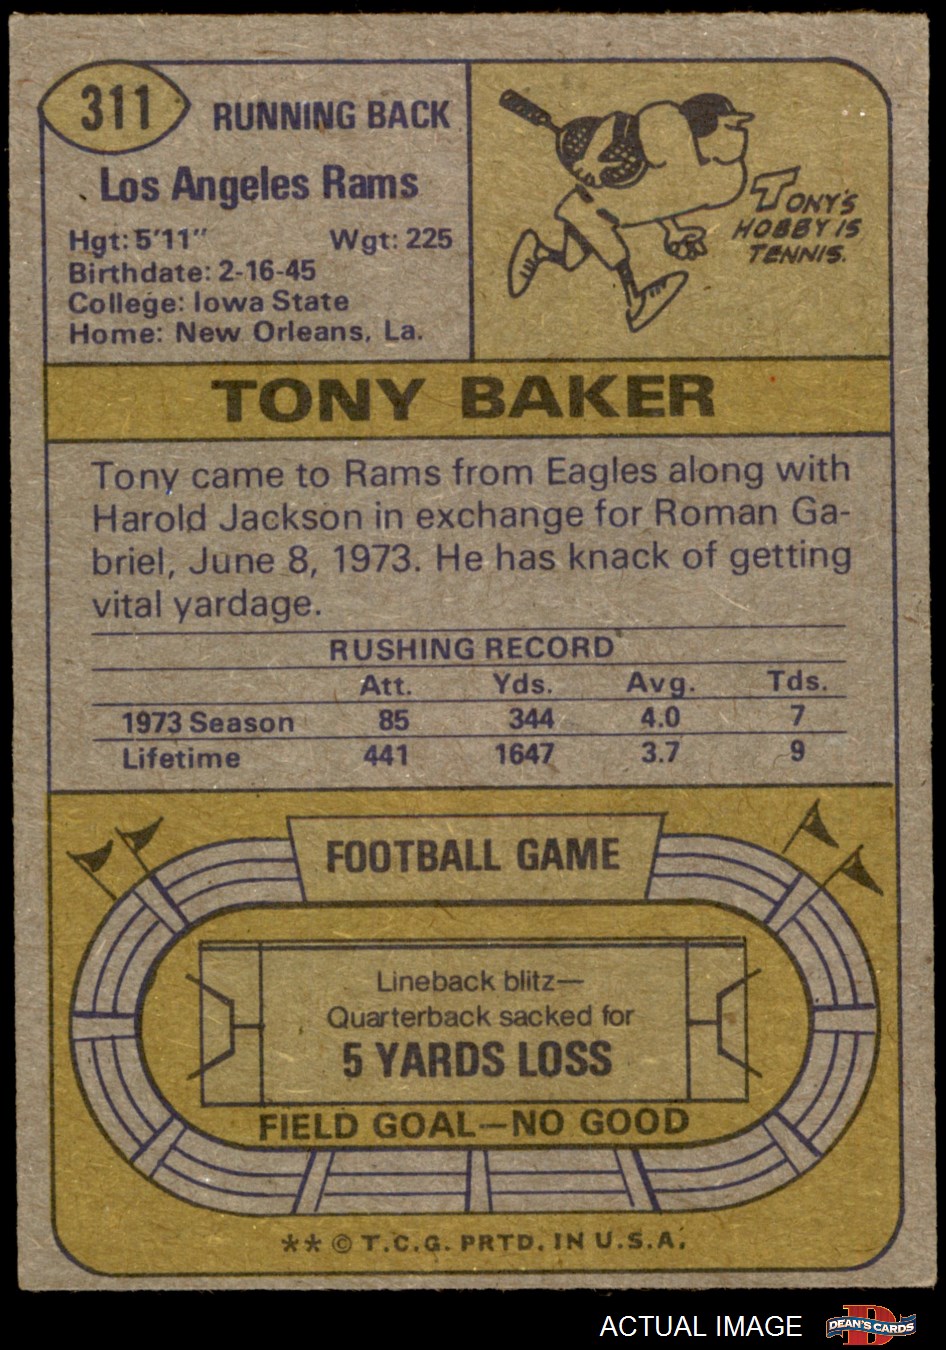 311
RUNNING BACK
Los Angeles Rams
Hgt: 5'11" Wgt: 225
Birthdate: 2-16-45
College: Iowa State
Home: New Orleans, La.
TONY'S
HOBBY IS
TENNIS.
TONY BAKER
Tony came to Rams from Eagles along with
Harold Jackson in exchange for Roman Ga-
briel, June 8, 1973. He has knack of getting
vital yardage.
RUSHING RECORD
Att. Yds. Avg. Tds.
1973 Season 85 344 4.0 7
Lifetime 441 1647 3.7 9
FOOTBALL GAME
Lineback blitz—
Quarterback sacked for
5 YARDS LOSS
FIELD GOAL—NO GOOD
** © T.C.G. PRTD. IN U.S.A.
ACTUAL IMAGE
D
DEAN'S CARDS